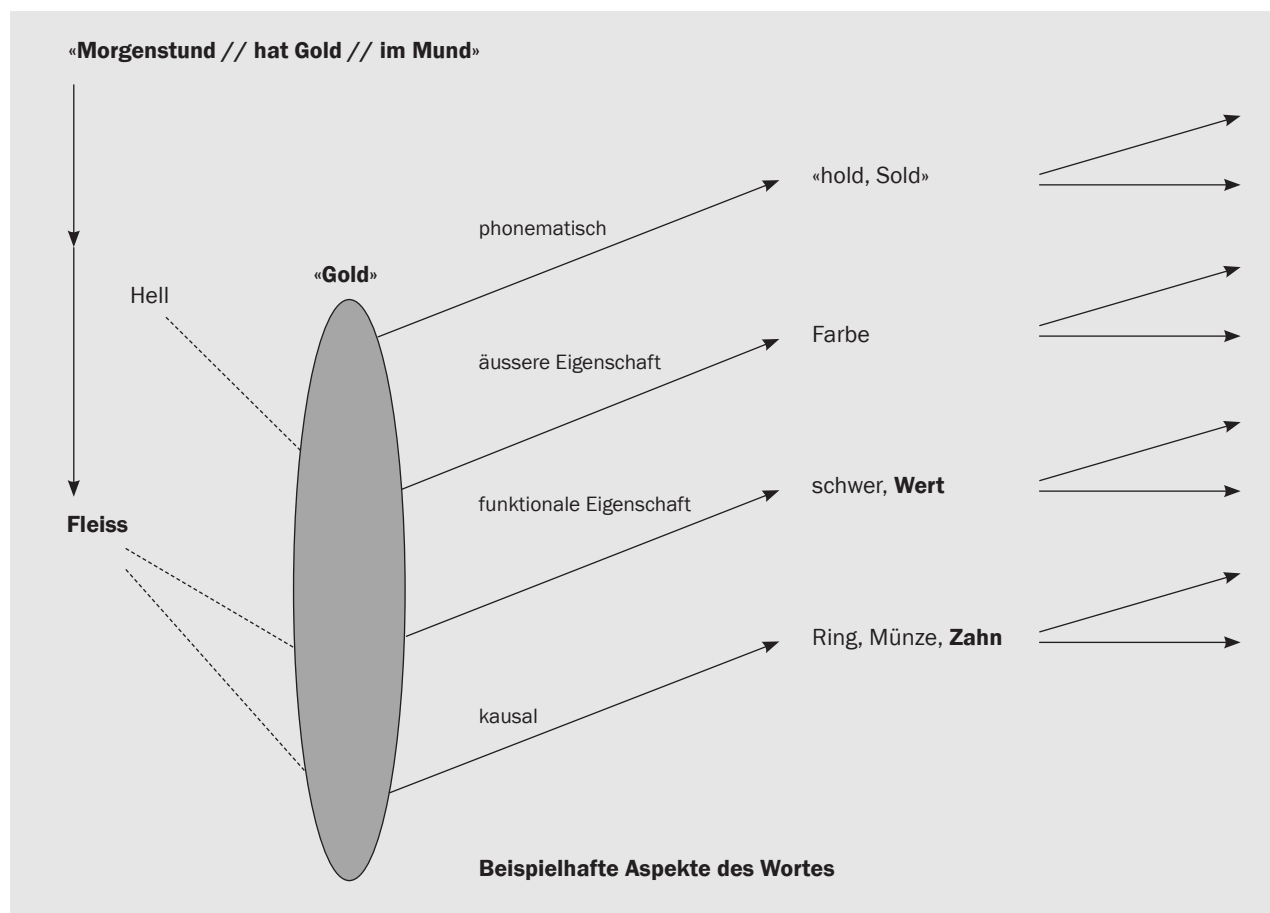 «Morgenstund // hat Gold // im Mund»
«hold, Sold»
phonematisch
«Gold»
Hell
Farbe
äussere Eigenschaft
schwer, Wert
funktionale Eigenschaft
Fleiss
Ring, Münze, Zahn
kausal
Beispielhafte Aspekte des Wortes